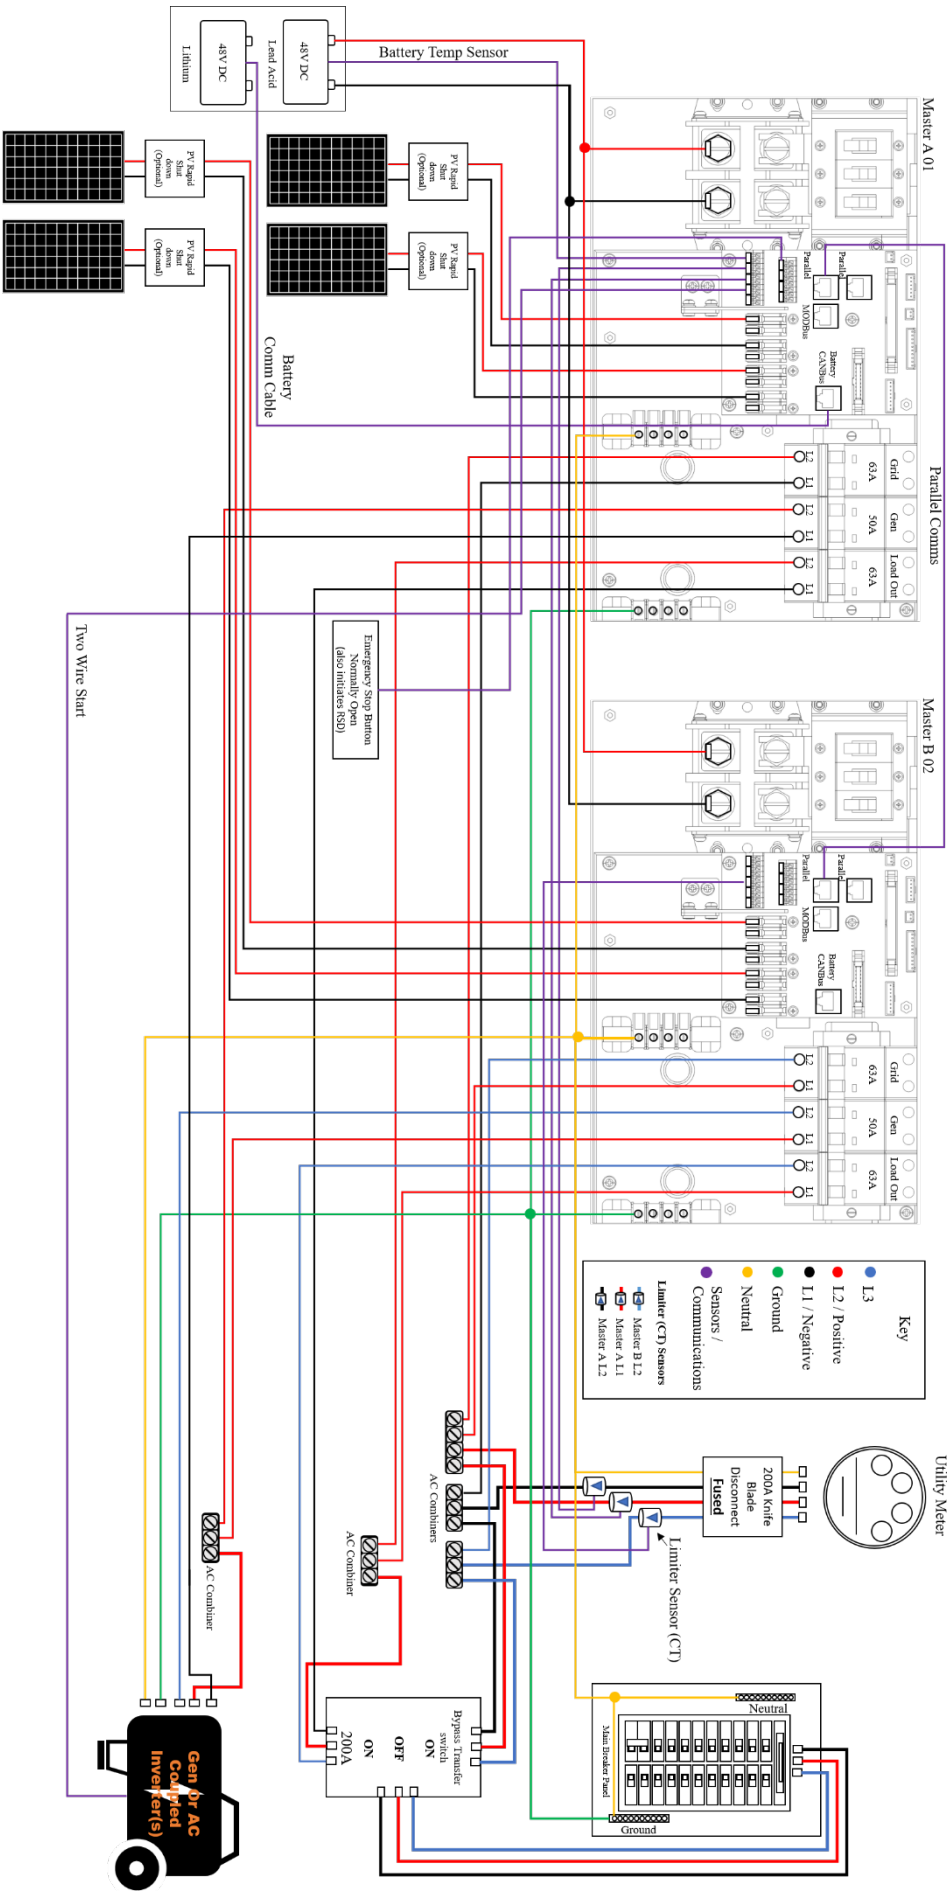 Lithium
48V DC
48V DC
Lead Acid
Battery Temp Sensor
Master A 01
PV Rapid
Shut
down
(Optional)
PV Rapid
Shut
down
(Optional)
PV Rapid
Shut
down
(Optional)
PV Rapid
Shut
down
(Optional)
Parallel
Parallel
MODBus
Battery
CANBus
Battery
Comm Cable
Parallel Comms
L2
L1
63A
Grid
L2
L1
50A
Gen
L2
L1
63A
Load Out
Two Wire Start
Emergency Stop Button
Normally Open
(also initiates RSD)
Master B 02
Parallel
Parallel
MODBus
Battery
CANBus
L2
L1
63A
Grid
L2
L1
50A
Gen
L2
L1
63A
Load Out
Key
L3
L2 / Positive
L1 / Negative
Ground
Neutral
Sensors /
Communications
Limiter (CT) Sensors
Master B L2
Master A L1
Master A L2
Utility Meter
200A Knife
Blade
Disconnect
Fused
Limiter Sensor (CT)
AC Combiners
AC Combiner
AC Combiner
Bypass Transfer
switch
ON
OFF
ON
200A
Neutral
Main Breaker Panel
Ground
Gen Or AC
Coupled
Inverter(s)